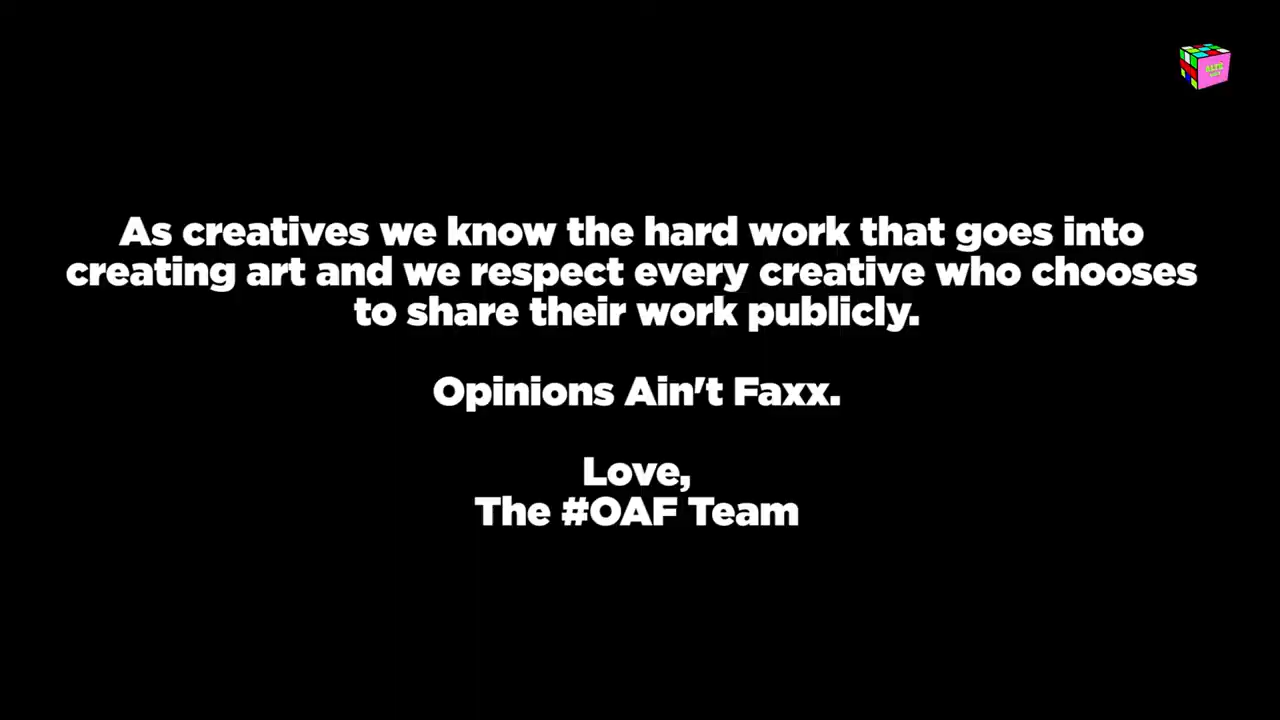 As creatives we know the hard work that goes into
creating art and we respect every creative who chooses
to share their work publicly.
Opinions Ain't Faxx.
Love,
The #OAF Team